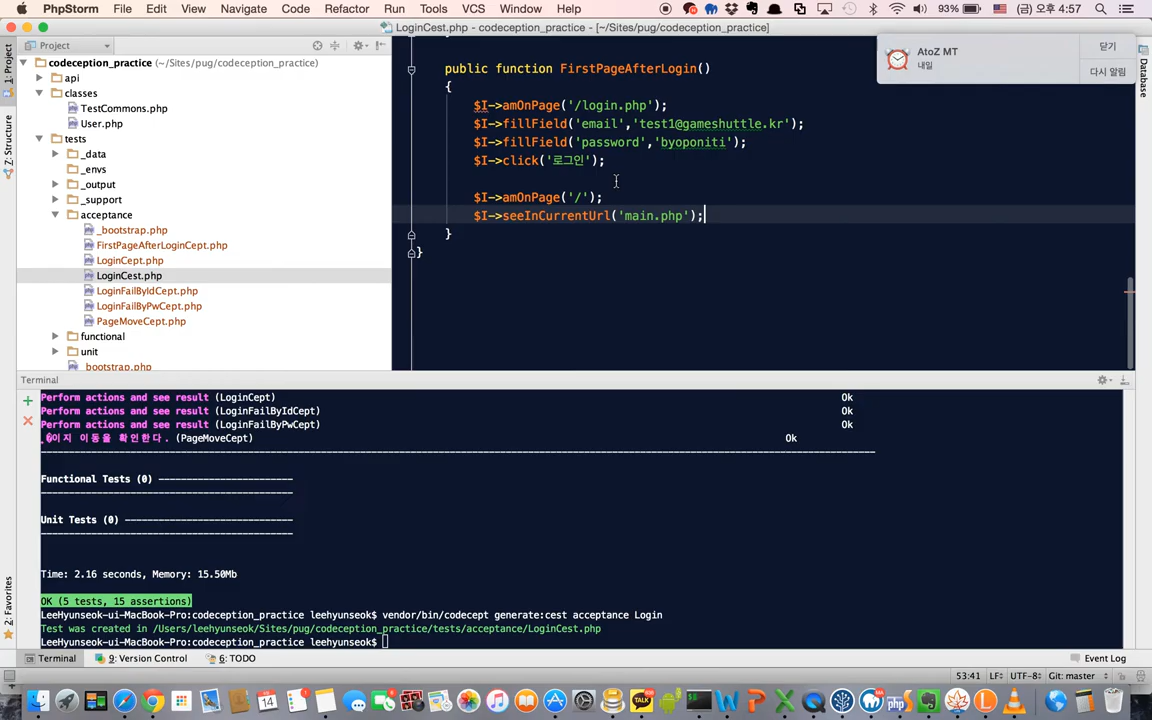 PhpStorm File Edit View Navigate Code Refactor Run Tools VCS Window Help 93% (금) 오후 4:57
LoginCest.php - codeception_practice - [~/Sites/pug/codeception_practice]
Project
codeception_practice (~/Sites/pug/codeception_practice)
api
classes
TestCommons.php
User.php
tests
_data
_envs
_output
_support
acceptance
_bootstrap.php
FirstPageAfterLoginCept.php
LoginCept.php
LoginCest.php
LoginFailByIdCept.php
LoginFailByPwCept.php
PageMoveCept.php
functional
unit
_bootstrap.php
1: Project
7: Structure
2: Favorites
public function FirstPageAfterLogin()
{
$I->amOnPage('/login.php');
$I->fillField('email','test1@gameshuttle.kr');
$I->fillField('password','byoponiti');
$I->click('로그인');
$I->amOnPage('/');
$I->seeInCurrentUrl('main.php');
}
}
AtoZ MT
내일
닫기
다시 알림
Database
Terminal
Perform actions and see result (LoginCept) Ok
Perform actions and see result (LoginFailByIdCept) Ok
Perform actions and see result (LoginFailByPwCept) Ok
이지 이동을 확인한다. (PageMoveCept) Ok
Functional Tests (0) ------------------------
Unit Tests (0) ------------------------------
Time: 2.16 seconds, Memory: 15.50Mb
OK (5 tests, 15 assertions)
LeeHyunseok-ui-MacBook-Pro:codeception_practice leehyunseok$ vendor/bin/codecept generate:cest acceptance Login
Test was created in /Users/leehyunseok/Sites/pug/codeception_practice/tests/acceptance/LoginCest.php
LeeHyunseok-ui-MacBook-Pro:codeception_practice leehyunseok$
Terminal 9: Version Control 6: TODO Event Log
53:41 LF÷ UTF-8÷ Git: master÷